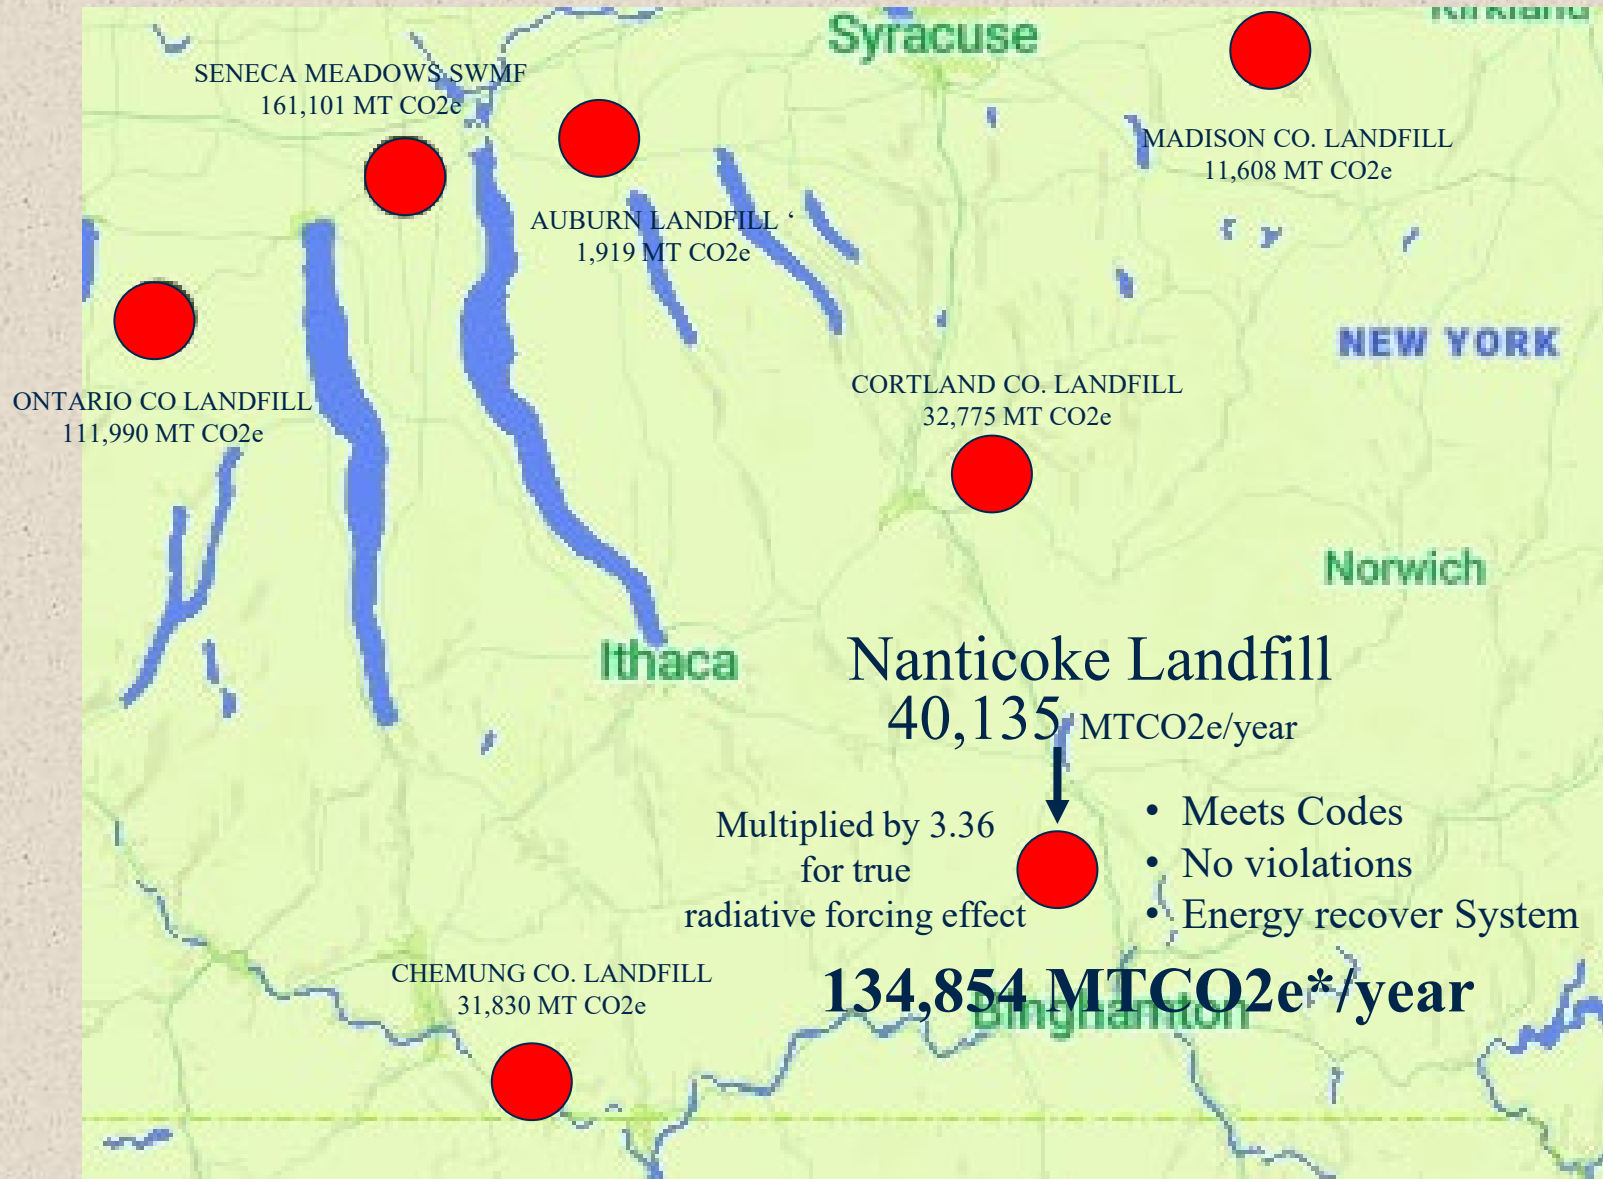 Syracuse
SENECA MEADOWS SWMF
161,101 MT CO2e
MADISON CO. LANDFILL
11,608 MT CO2e
AUBURN LANDFILL ‘
1,919 MT CO2e
NEW YORK
ONTARIO CO LANDFILL
111,990 MT CO2e
CORTLAND CO. LANDFILL
32,775 MT CO2e
Norwich
Ithaca
Nanticoke Landfill
40,135 MTCO2e/year
Multiplied by 3.36
for true
radiative forcing effect
• Meets Codes
• No violations
• Energy recover System
CHEMUNG CO. LANDFILL
31,830 MT CO2e
134,854 MTCO2e*/year
Binghamton